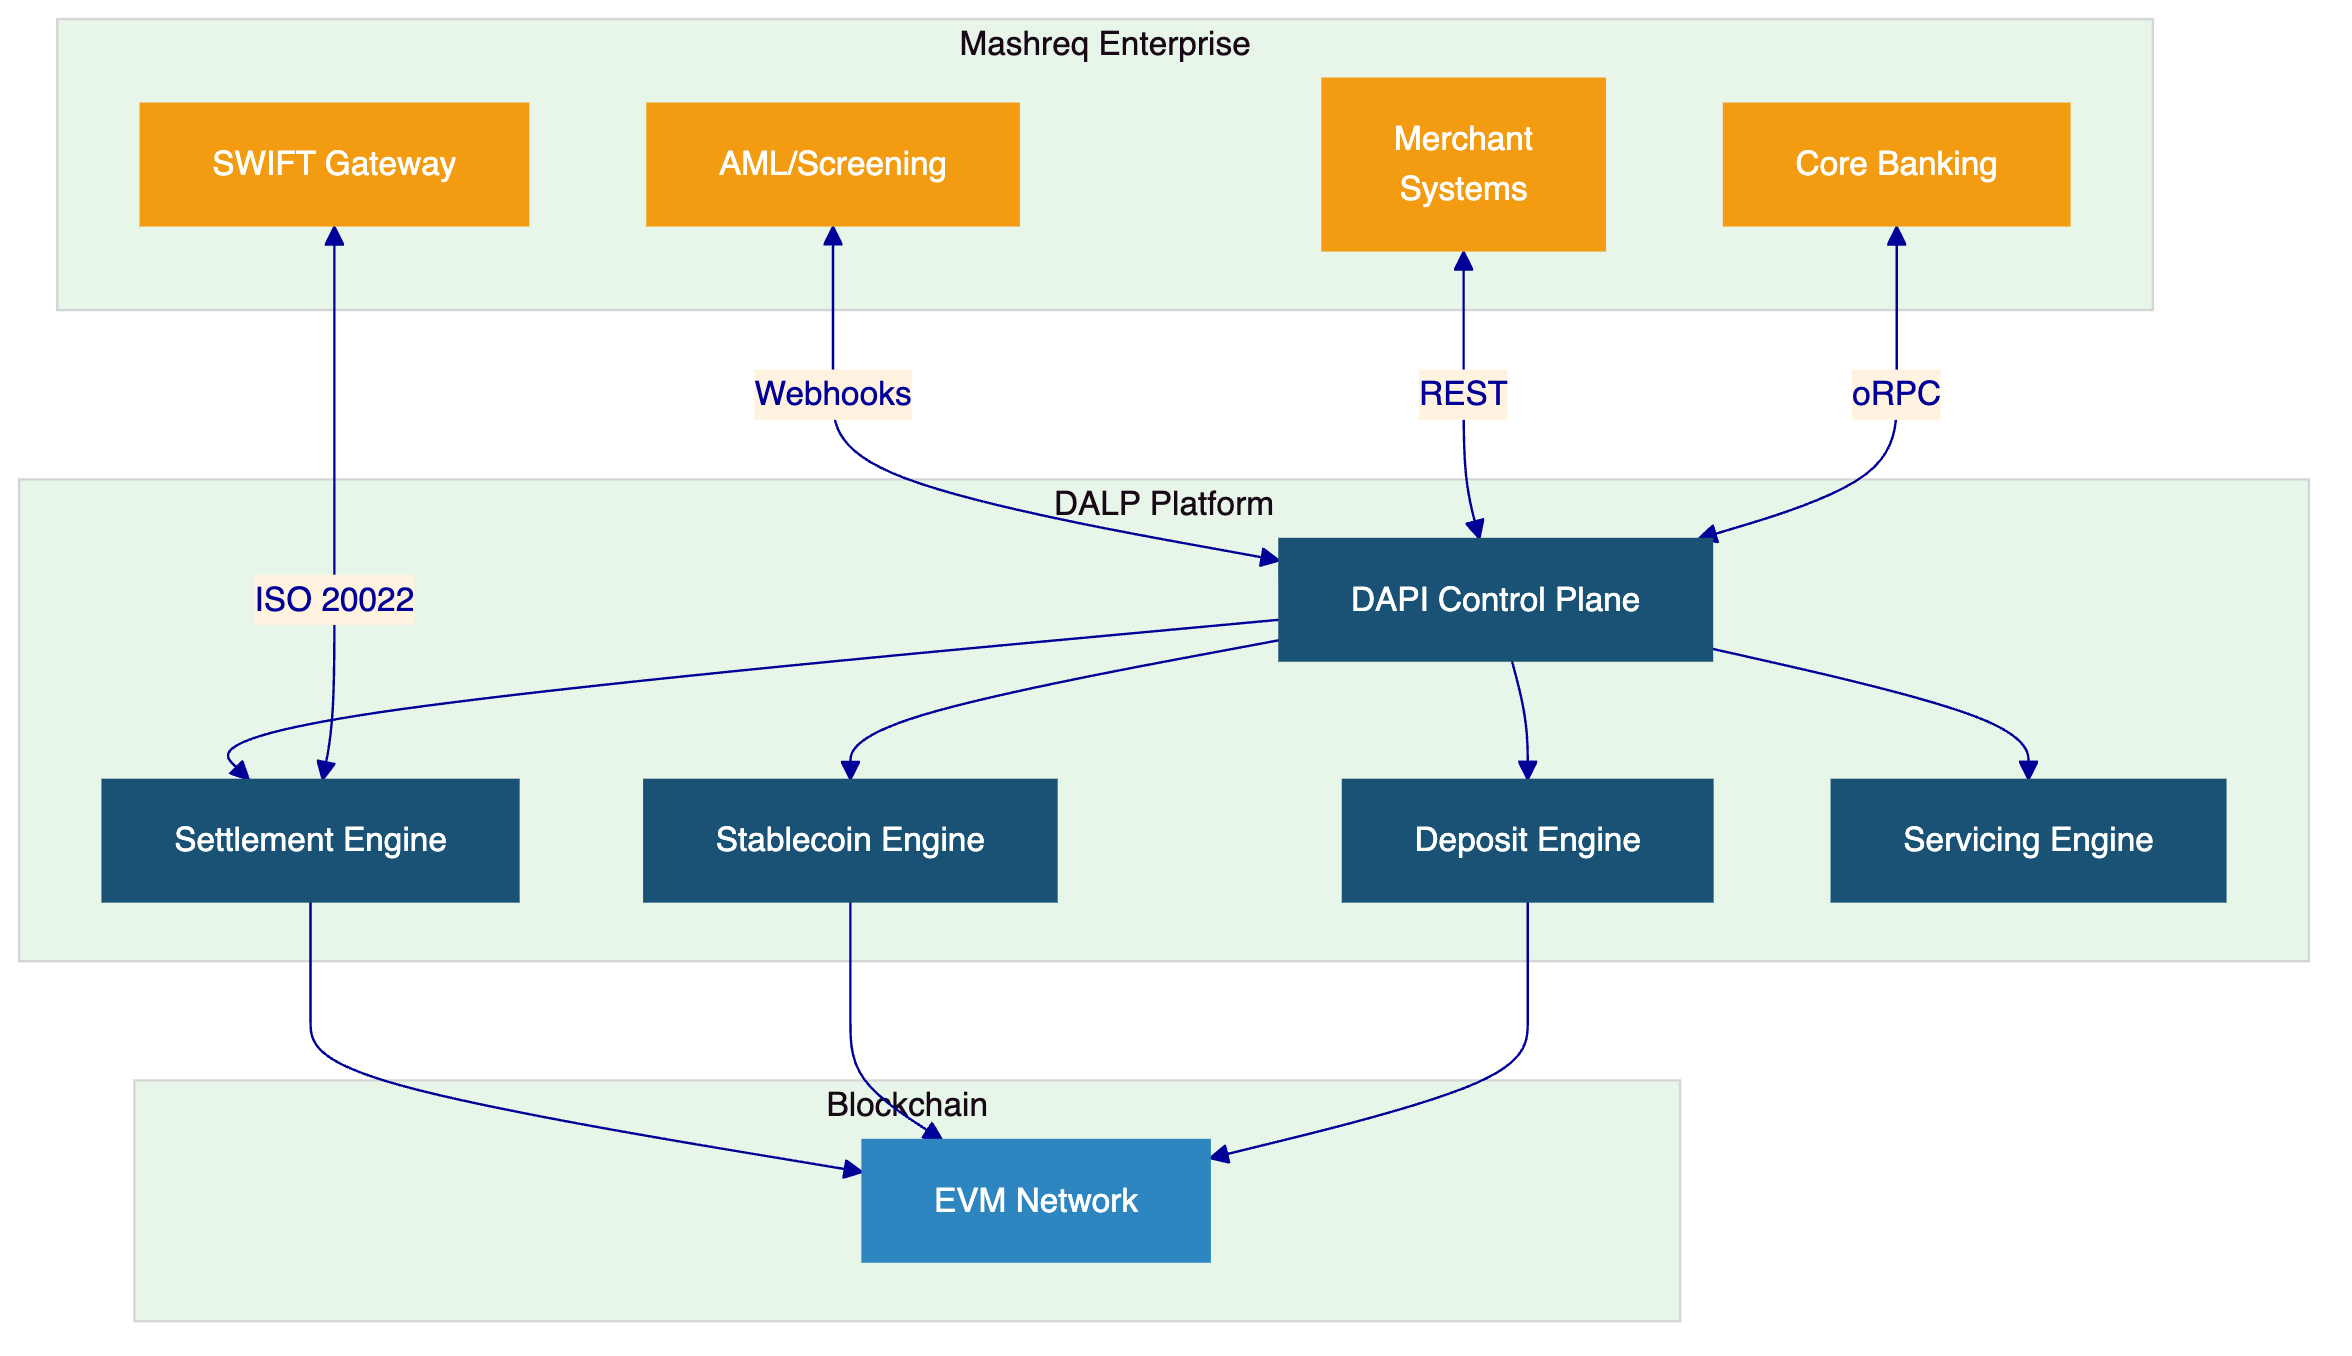 Mashreq Enterprise
SWIFT Gateway
AML/Screening
Merchant
Systems
Core Banking
Webhooks
REST
oRPC
DALP Platform
ISO 20022
DAPI Control Plane
Settlement Engine
Stablecoin Engine
Deposit Engine
Servicing Engine
Blockchain
EVM Network